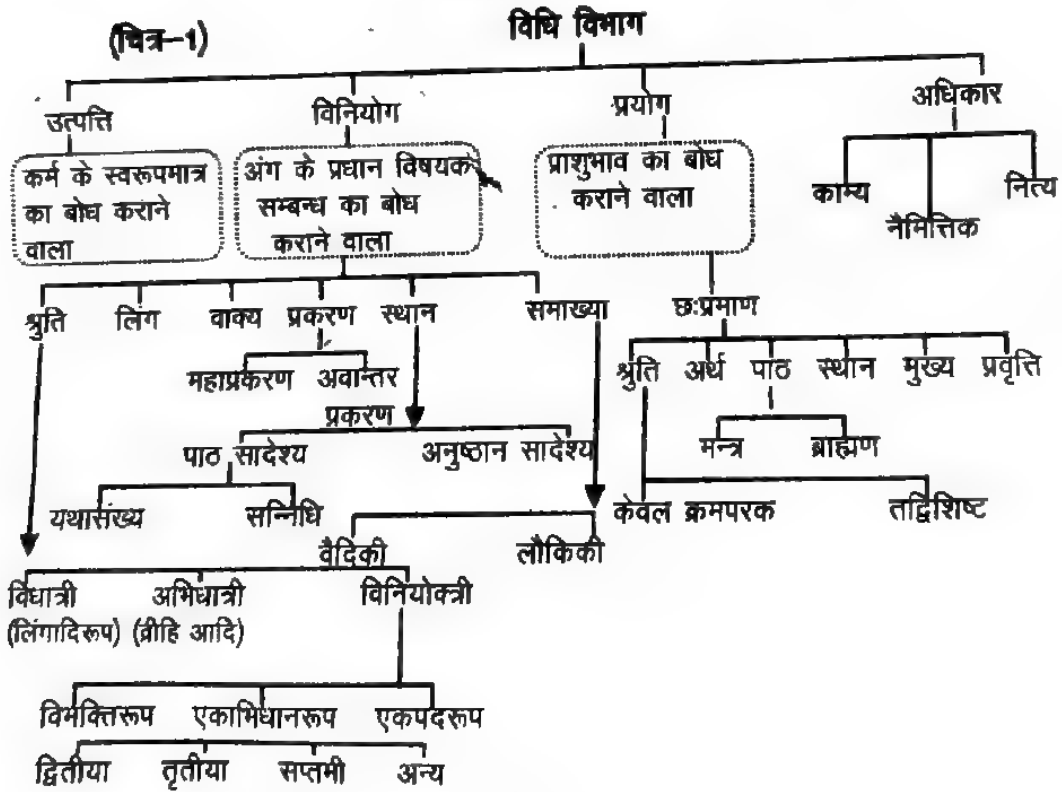 (चित्र-1)
विधि विभाग
उत्पत्ति विनियोग प्रयोग अधिकार
कर्म के स्वरूपमात्र
का बोध कराने
वाला
अंग के प्रधान विषयक
सम्बन्ध का बोध
कराने वाला
प्राशुभाव का बोध
कराने वाला
काम्य नैमित्तिक नित्य
श्रुति लिंग वाक्य प्रकरण स्थान समाख्या
छःप्रमाण
महाप्रकरण अवान्तर
प्रकरण
श्रुति अर्थ पाठ स्थान मुख्य प्रवृत्ति
मन्त्र ब्राह्मण
पाठ सादेश्य अनुष्ठान सादेश्य
यथासंख्य सन्निधि
केवल क्रमपरक तद्विशिष्ट
वैदिकी लौकिकी
विधात्री अभिधात्री विनियोक्त्री
(लिंगादिरूप) (व्रीहि आदि)
विभक्तिरूप एकाभिधानरूप एकपदरूप
द्वितीया तृतीया सप्तमी अन्य